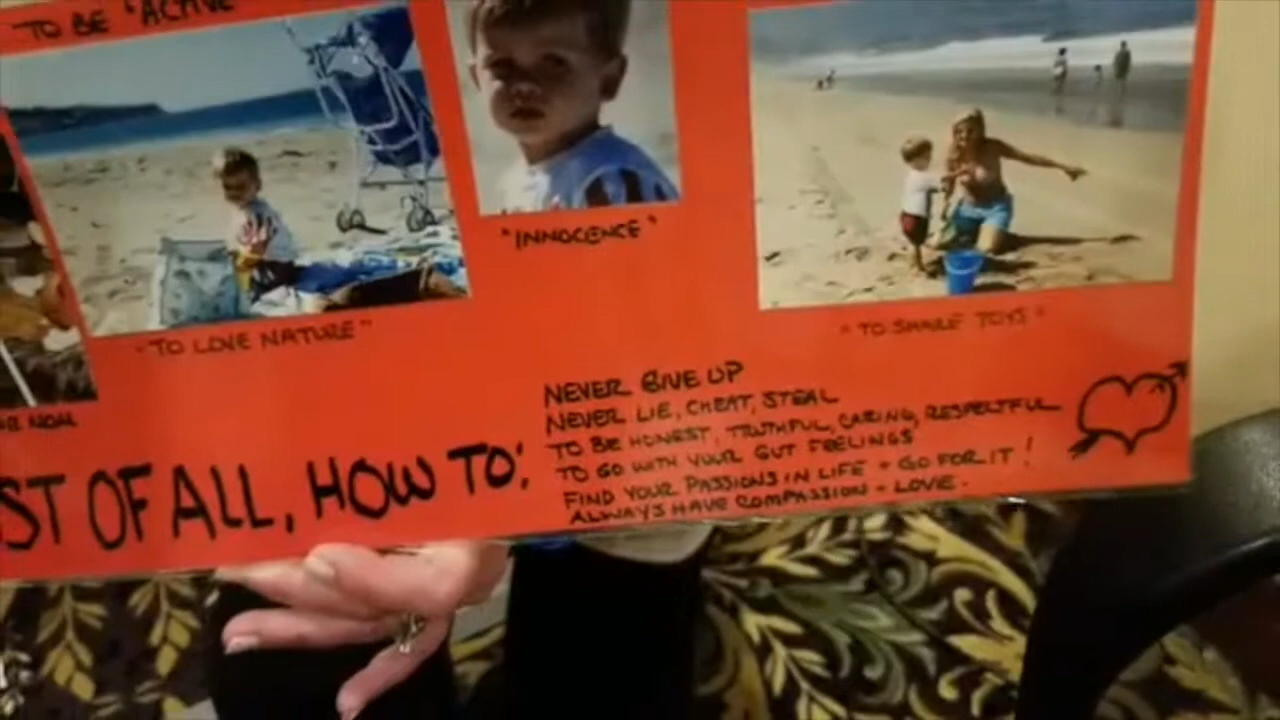 TO BE "ACTIVE"
"INNOCENCE"
"TO SHARE TOYS"
"TO LOVE NATURE"
NEVER GIVE UP
NEVER LIE, CHEAT, STEAL
TO BE HONEST, TRUTHFUL, CARING, RESPECTFUL
TO GO WITH YOUR GUT FEELINGS
FIND YOUR PASSIONS IN LIFE + GO FOR IT!
ALWAYS HAVE COMPASSION + LOVE.
ST OF ALL, HOW TO: